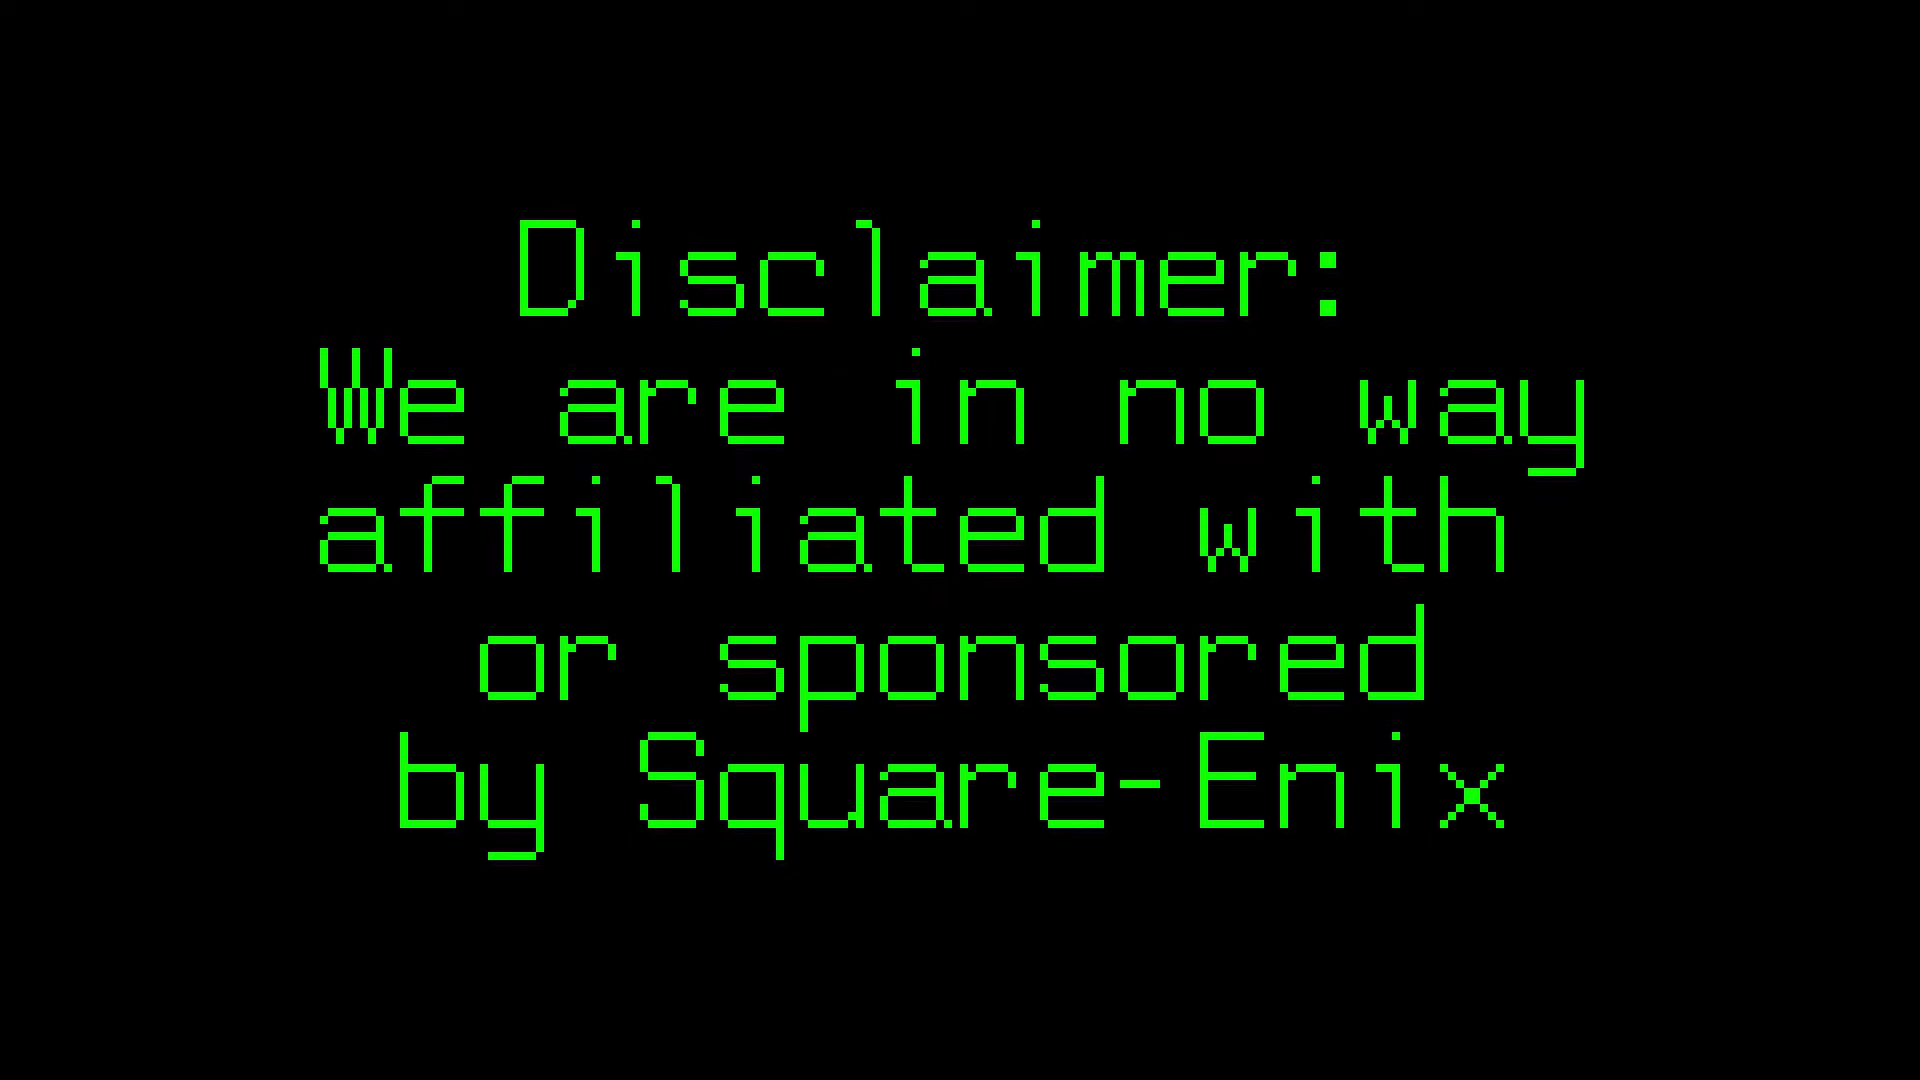 Disclaimer:
We are in no way
affiliated with
or sponsored
by Square-Enix